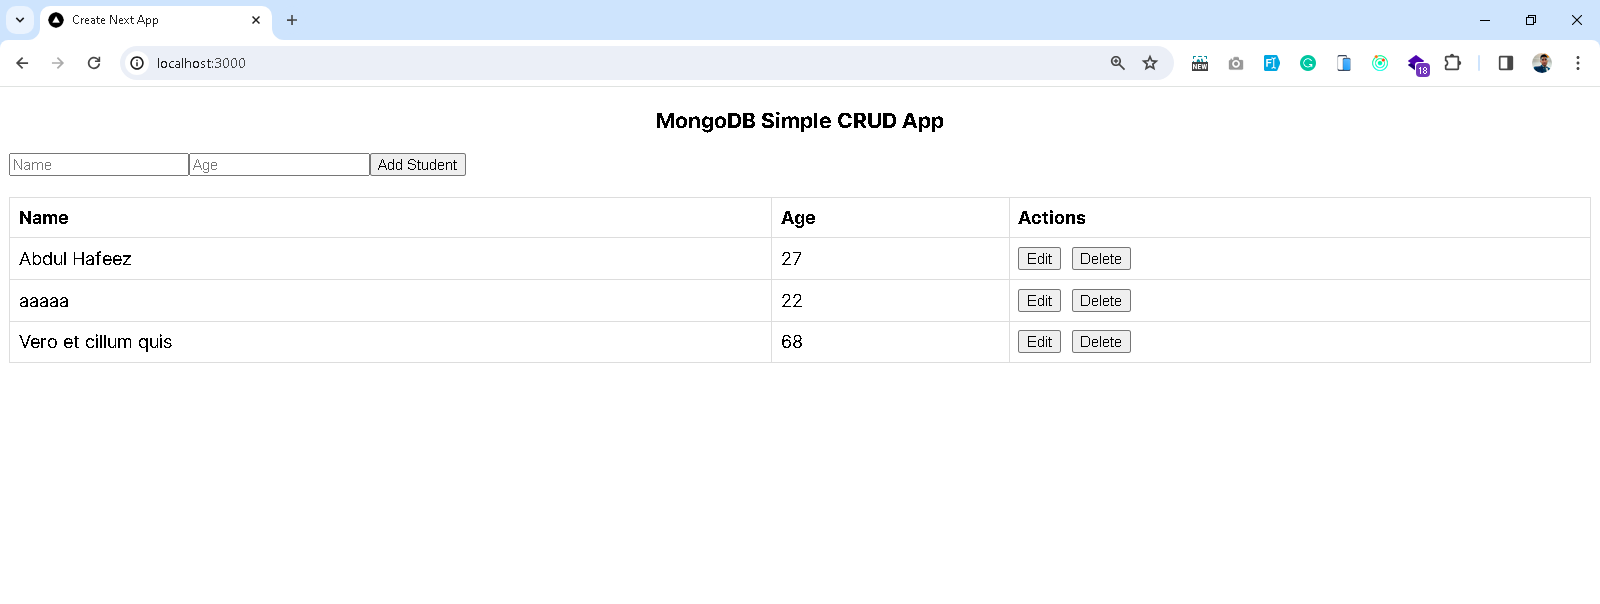 Create Next App
localhost:3000
NEW
18
MongoDB Simple CRUD App
Name Age Add Student
Name Age Actions
Abdul Hafeez 27 Edit Delete
aaaaa 22 Edit Delete
Vero et cillum quis 68 Edit Delete